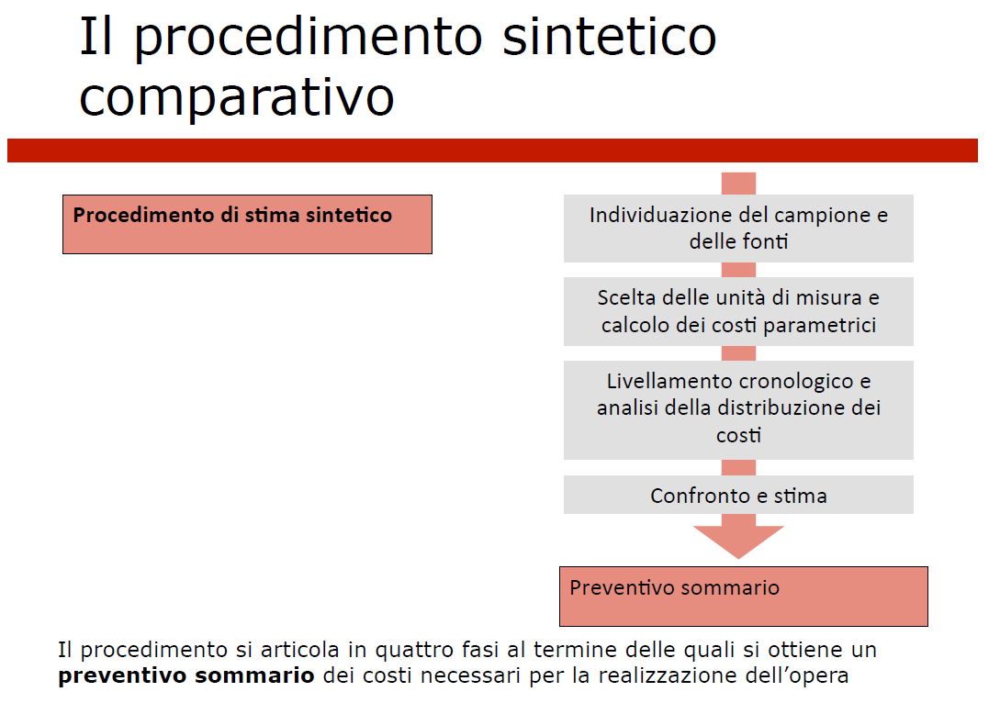 Il procedimento sintetico
comparativo
Procedimento di stima sintetico
Individuazione del campione e
delle fonti
Scelta delle unità di misura e
calcolo dei costi parametrici
Livellamento cronologico e
analisi della distribuzione dei
costi
Confronto e stima
Preventivo sommario
Il procedimento si articola in quattro fasi al termine delle quali si ottiene un
preventivo sommario dei costi necessari per la realizzazione dell’opera